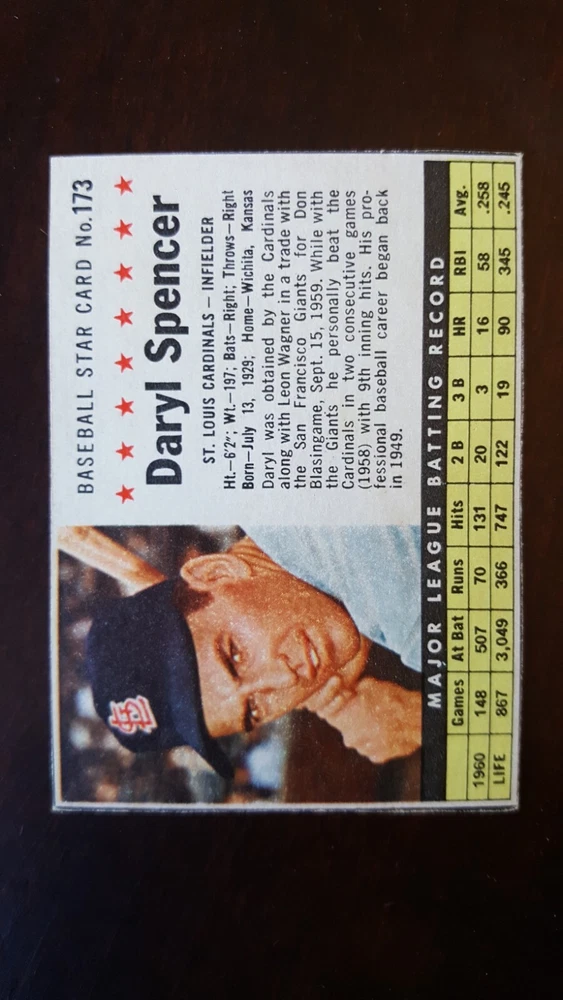 BASEBALL STAR CARD No.173
Daryl Spencer
ST. LOUIS CARDINALS — INFIELDER
Ht.—6'2"; Wt.—197; Bats—Right; Throws—Right
Born—July 13, 1929; Home—Wichita, Kansas
Daryl was obtained by the Cardinals
along with Leon Wagner in a trade with
the San Francisco Giants for Don
Blasingame, Sept. 15, 1959. While with
the Giants he personally beat the
Cardinals in two consecutive games
(1958) with 9th inning hits. His pro-
fessional baseball career began back
in 1949.
StL
MAJOR LEAGUE BATTING RECORD
Games At Bat Runs Hits 2 B 3 B HR RBI Avg.
1960 148 507 70 131 20 3 16 58 .258
LIFE 867 3,049 366 747 122 19 90 345 .245